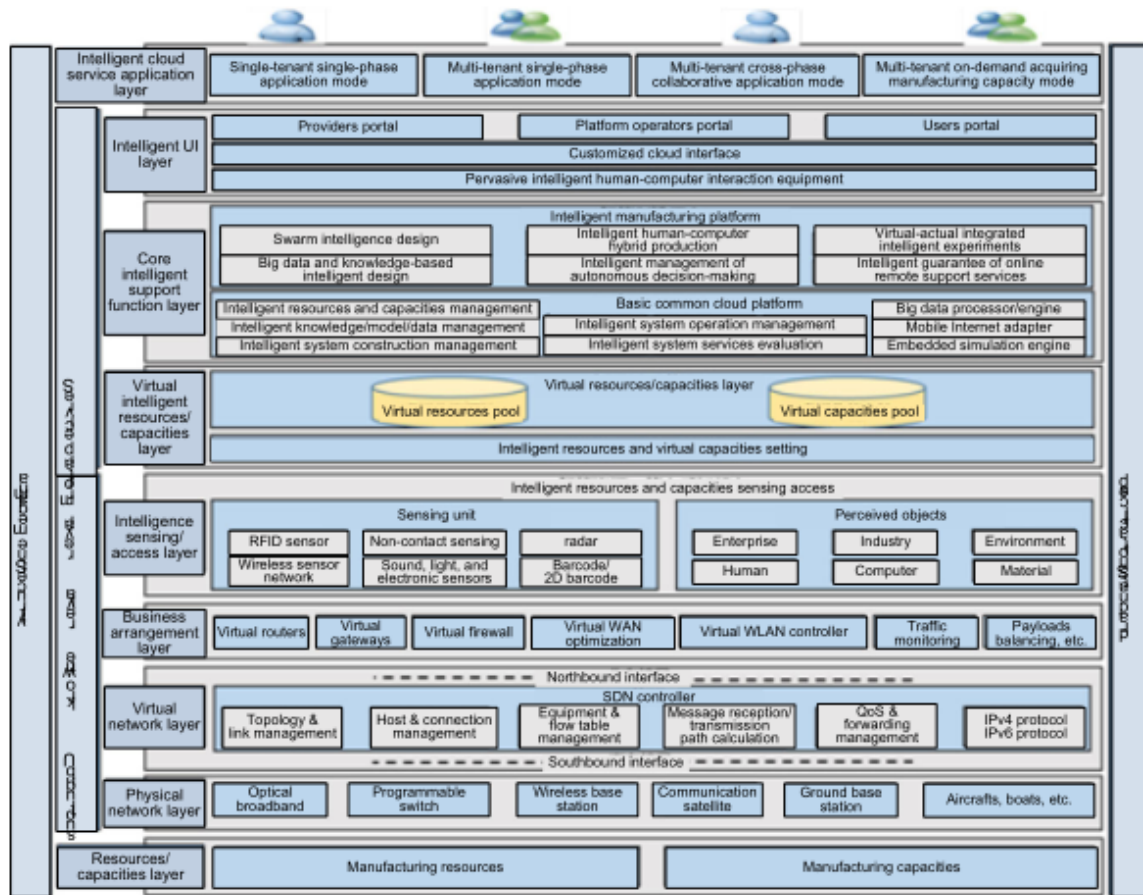 Intelligent cloud
service application
layer
Single-tenant single-phase
application mode
Multi-tenant single-phase
application mode
Multi-tenant cross-phase
collaborative application mode
Multi-tenant on-demand acquiring
manufacturing capacity mode
Intelligent UI
layer
Providers portal
Platform operators portal
Users portal
Customized cloud interface
Pervasive intelligent human-computer interaction equipment
Core
intelligent
support
function layer
Intelligent manufacturing platform
Swarm intelligence design
Intelligent human-computer
hybrid production
Virtual-actual integrated
intelligent experiments
Big data and knowledge-based
intelligent design
Intelligent management of
autonomous decision-making
Intelligent guarantee of online
remote support services
Basic common cloud platform
Intelligent resources and capacities management
Intelligent knowledge/model/data management
Intelligent system construction management
Intelligent system operation management
Intelligent system services evaluation
Big data processor/engine
Mobile Internet adapter
Embedded simulation engine
Virtual
intelligent
resources/
capacities
layer
Virtual resources/capacities layer
Virtual resources pool
Virtual capacities pool
Intelligent resources and virtual capacities setting
Intelligence
sensing/
access layer
Intelligent resources and capacities sensing access
Sensing unit
RFID sensor
Non-contact sensing
radar
Wireless sensor
network
Sound, light, and
electronic sensors
Barcode/
2D barcode
Perceived objects
Enterprise
Industry
Environment
Human
Computer
Material
Business
arrangement
layer
Virtual routers
Virtual
gateways
Virtual firewall
Virtual WAN
optimization
Virtual WLAN controller
Traffic
monitoring
Payloads
balancing, etc.
Virtual
network layer
Northbound interface
SDN controller
Topology &
link management
Host & connection
management
Equipment &
flow table
management
Message reception/
transmission
path calculation
QoS &
forwarding
management
IPv4 protocol
IPv6 protocol
Southbound interface
Physical
network layer
Optical
broadband
Programmable
switch
Wireless base
station
Communication
satellite
Ground base
station
Aircrafts, boats, etc.
Resources/
capacities layer
Manufacturing resources
Manufacturing capacities